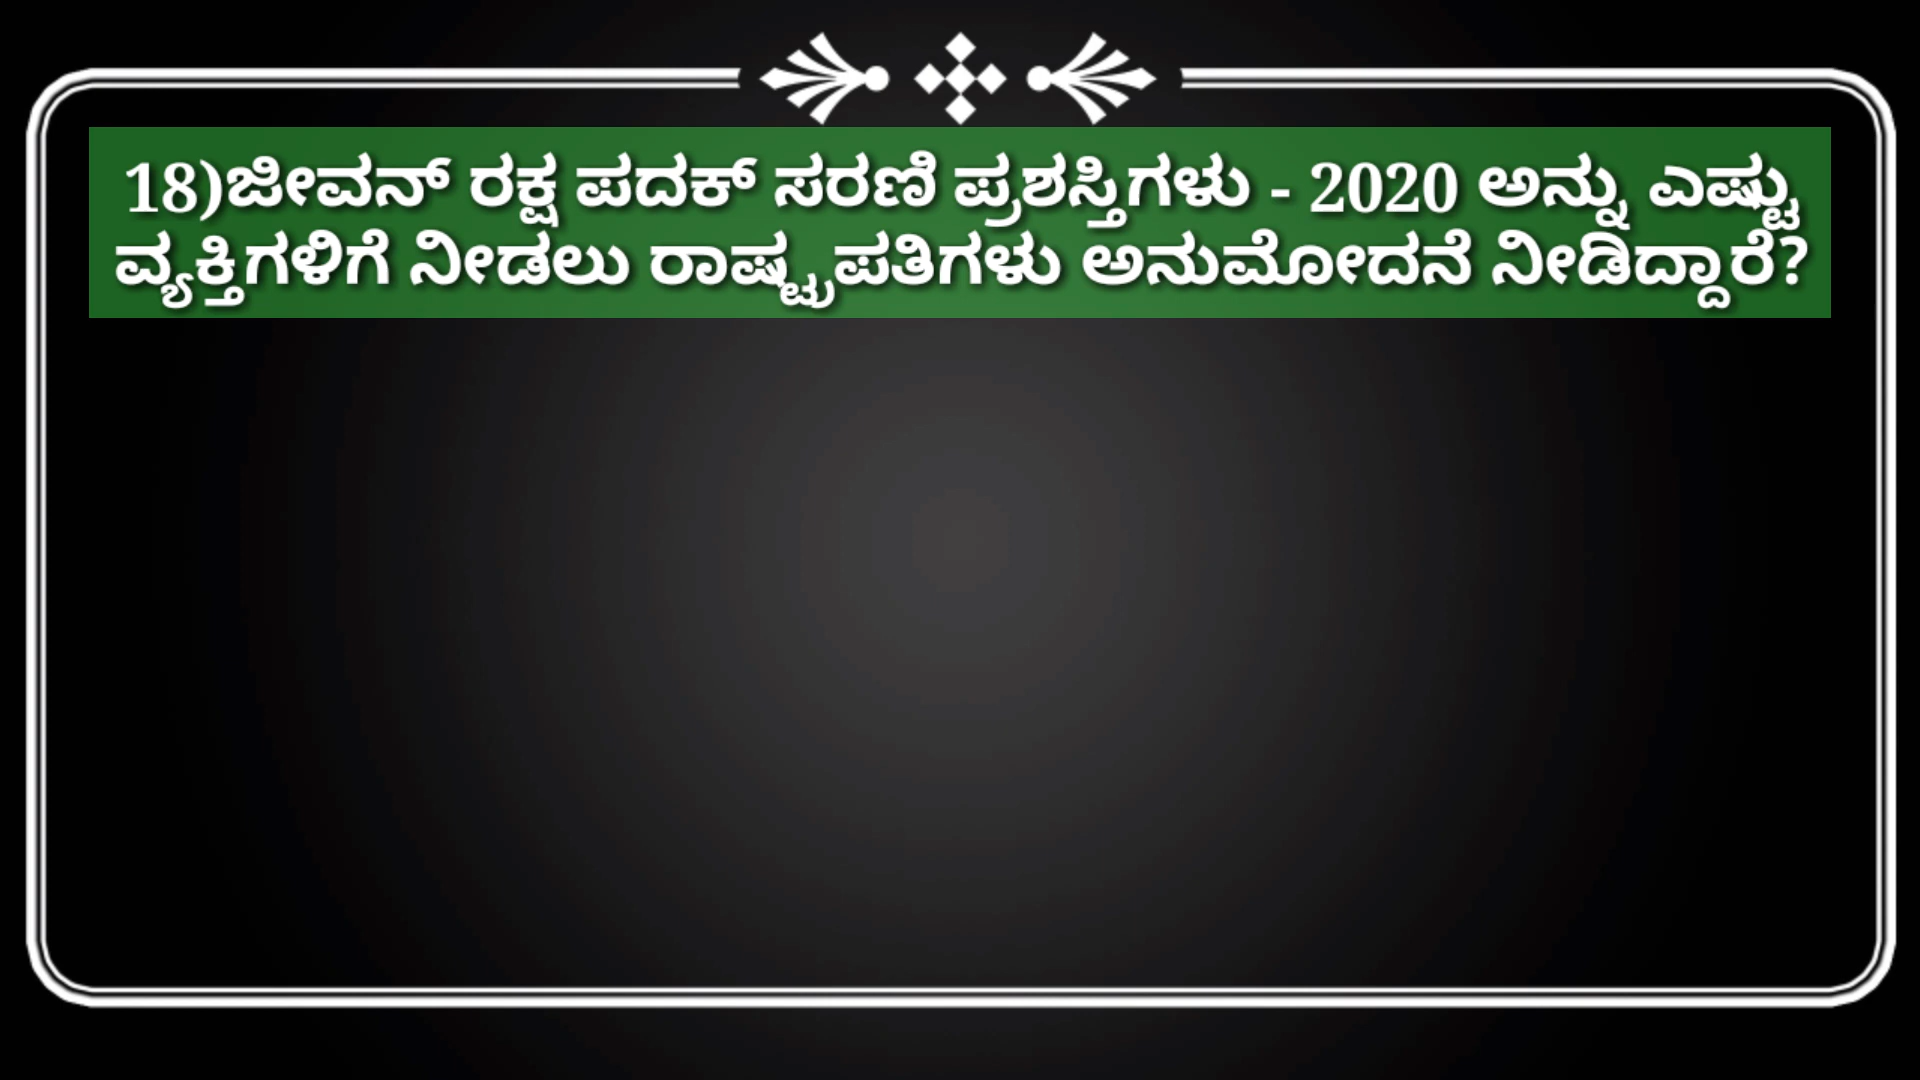 18)ಜೀವನ್ ರಕ್ಷ ಪದಕ್ ಸರಣಿ ಪ್ರಶಸ್ತಿಗಳು - 2020 ಅನ್ನು ಎಷ್ಟು
ವ್ಯಕ್ತಿಗಳಿಗೆ ನೀಡಲು ರಾಷ್ಟ್ರಪತಿಗಳು ಅನುಮೋದನೆ ನೀಡಿದ್ದಾರೆ?